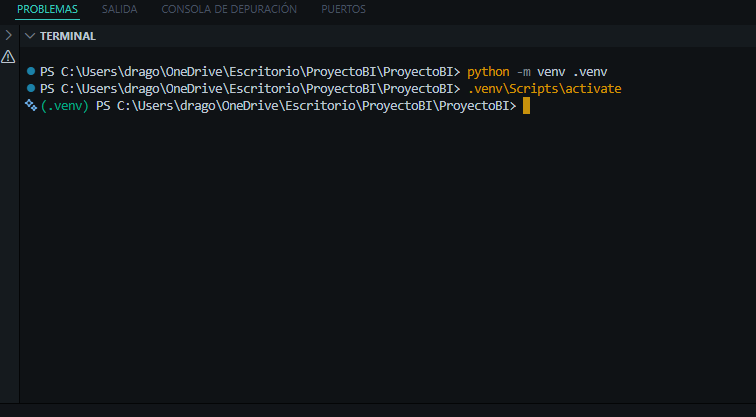 PROBLEMAS SALIDA CONSOLA DE DEPURACIÓN PUERTOS
TERMINAL
PS C:\Users\drago\OneDrive\Escritorio\ProyectoBI\ProyectoBI> python -m venv .venv
PS C:\Users\drago\OneDrive\Escritorio\ProyectoBI\ProyectoBI> .venv\Scripts\activate
(.venv) PS C:\Users\drago\OneDrive\Escritorio\ProyectoBI\ProyectoBI>